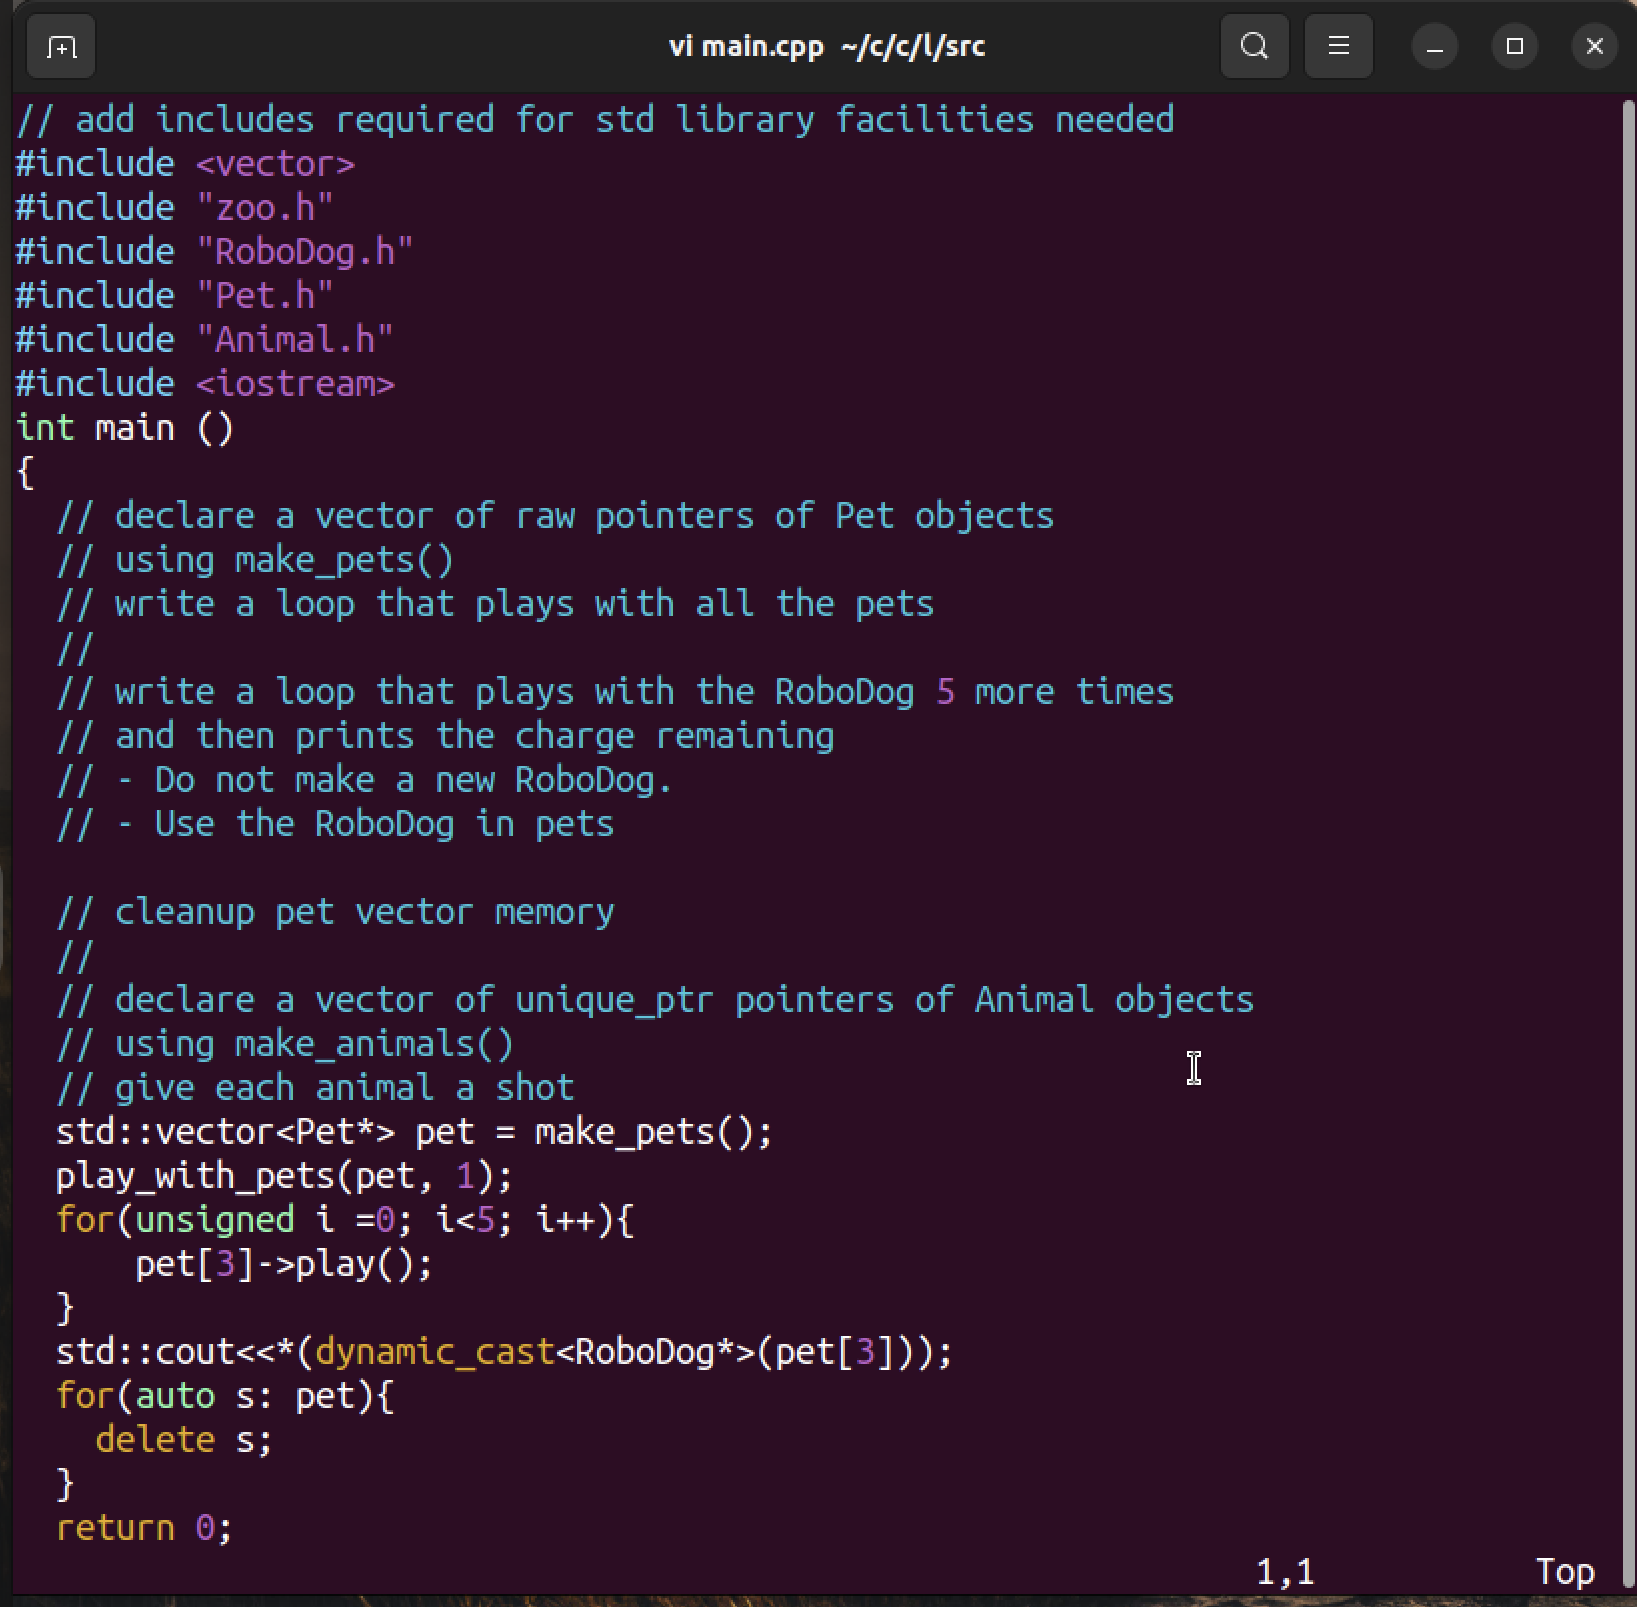 vi main.cpp ~/c/c/l/src
// add includes required for std library facilities needed
#include <vector>
#include "zoo.h"
#include "RoboDog.h"
#include "Pet.h"
#include "Animal.h"
#include <iostream>
int main ()
{
  // declare a vector of raw pointers of Pet objects
  // using make_pets()
  // write a loop that plays with all the pets
  //
  // write a loop that plays with the RoboDog 5 more times
  // and then prints the charge remaining
  // - Do not make a new RoboDog.
  // - Use the RoboDog in pets

  // cleanup pet vector memory
  //
  // declare a vector of unique_ptr pointers of Animal objects
  // using make_animals()
  // give each animal a shot
  std::vector<Pet*> pet = make_pets();
  play_with_pets(pet, 1);
  for(unsigned i =0; i<5; i++){
      pet[3]->play();
  }
  std::cout<<*(dynamic_cast<RoboDog*>(pet[3]));
  for(auto s: pet){
    delete s;
  }
  return 0;
1,1 Top